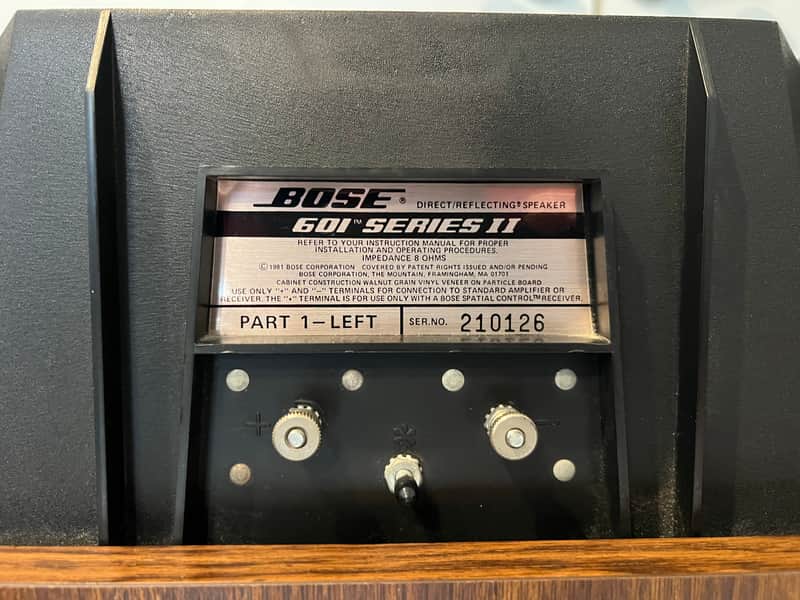 BOSE® DIRECT/REFLECTING® SPEAKER
601™ SERIES II
REFER TO YOUR INSTRUCTION MANUAL FOR PROPER
INSTALLATION AND OPERATING PROCEDURES.
IMPEDANCE 8 OHMS
©1981 BOSE CORPORATION COVERED BY PATENT RIGHTS ISSUED AND/OR PENDING
BOSE CORPORATION, THE MOUNTAIN, FRAMINGHAM, MA 01701
CABINET CONSTRUCTION WALNUT GRAIN VINYL VENEER ON PARTICLE BOARD
USE ONLY "+" AND "–" TERMINALS FOR CONNECTION TO STANDARD AMPLIFIER OR
RECEIVER. THE "*" TERMINAL IS FOR USE ONLY WITH A BOSE SPATIAL CONTROL™ RECEIVER.
PART 1–LEFT SER.NO. 210126
+ * –